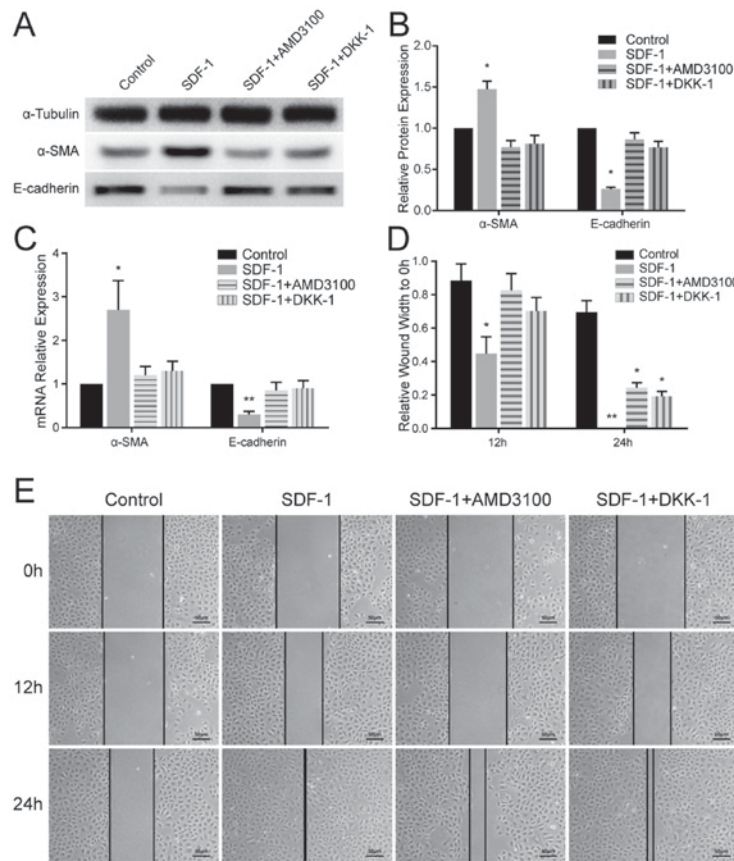 A
Control
SDF-1
SDF-1+AMD3100
SDF-1+DKK-1
α-Tubulin
α-SMA
E-cadherin
B
Relative Protein Expression
2.0
1.5
1.0
0.5
0.0
*
*
α-SMA
E-cadherin
Control
SDF-1
SDF-1+AMD3100
SDF-1+DKK-1
C
mRNA Relative Expression
4
3
2
1
0
*
**
α-SMA
E-cadherin
Control
SDF-1
SDF-1+AMD3100
SDF-1+DKK-1
D
Relative Wound Width to 0h
1.0
0.8
0.6
0.4
0.2
0.0
*
**
*
*
12h
24h
Control
SDF-1
SDF-1+AMD3100
SDF-1+DKK-1
E
Control
SDF-1
SDF-1+AMD3100
SDF-1+DKK-1
0h
12h
24h